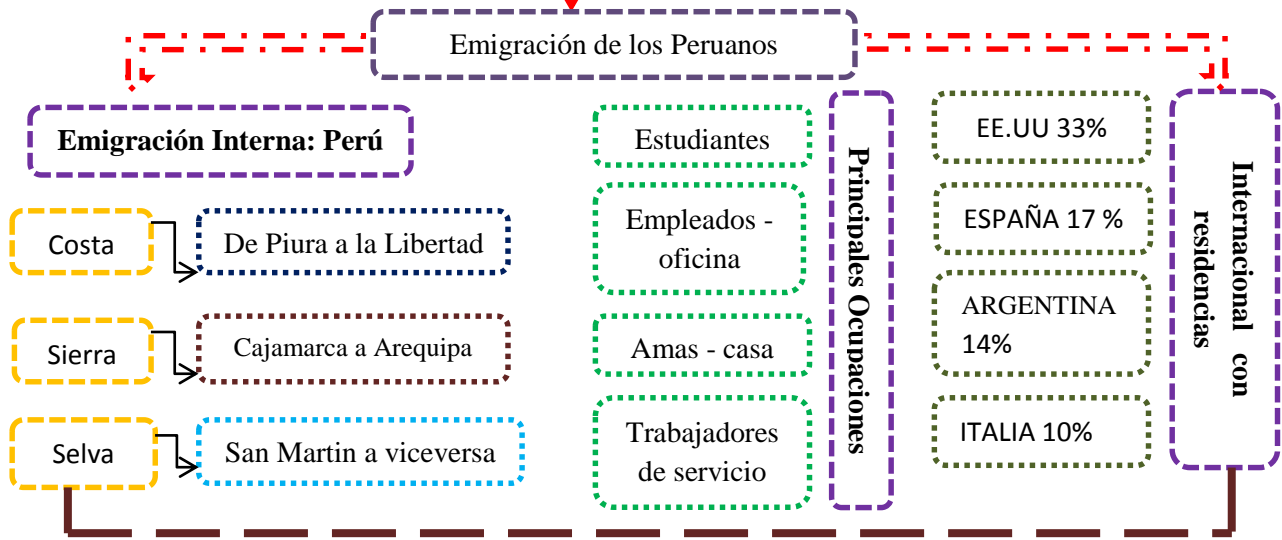 Emigración de los Peruanos
Emigración Interna: Perú
Costa
De Piura a la Libertad
Sierra
Cajamarca a Arequipa
Selva
San Martin a viceversa
Estudiantes
Empleados -
oficina
Amas - casa
Trabajadores
de servicio
Principales Ocupaciones
EE.UU 33%
ESPAÑA 17 %
ARGENTINA
14%
ITALIA 10%
Internacional con
residencias